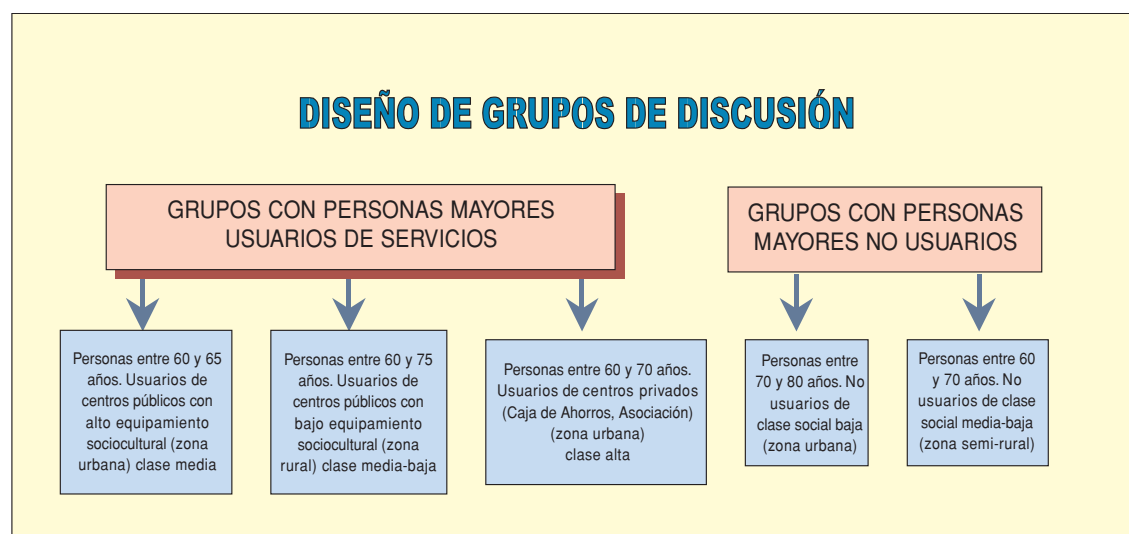 DISEÑO DE GRUPOS DE DISCUSIÓN
GRUPOS CON PERSONAS MAYORES
USUARIOS DE SERVICIOS
GRUPOS CON PERSONAS
MAYORES NO USUARIOS
Personas entre 60 y 65
años. Usuarios de
centros públicos con
alto equipamiento
sociocultural (zona
urbana) clase media
Personas entre 60 y 75
años. Usuarios de
centros públicos con
bajo equipamiento
sociocultural (zona
rural) clase media-baja
Personas entre 60 y 70 años.
Usuarios de centros privados
(Caja de Ahorros, Asociación)
(zona urbana)
clase alta
Personas entre
70 y 80 años. No
usuarios de
clase social baja
(zona urbana)
Personas entre 60
y 70 años. No
usuarios de clase
social media-baja
(zona semi-rural)